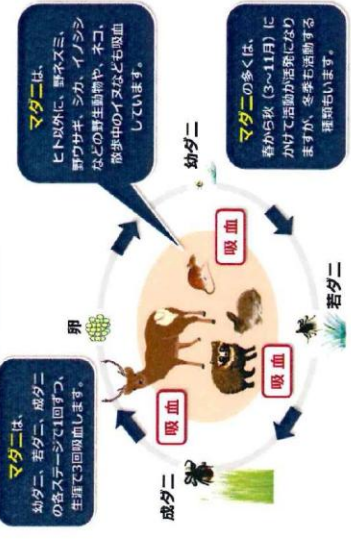 マダニは、
幼ダニ、若ダニ、成ダニ
の各ステージで1回ずつ、
生涯で3回吸血します。
マダニは、
ヒト以外に、野ネズミ、
野ウサギ、シカ、イノシシ
などの野生動物や、ネコ、
散歩中のイヌなども吸血
しています。
卵
幼ダニ
吸血
吸血
吸血
成ダニ
若ダニ
マダニの多くは、
春から秋（3～11月）に
かけて活動が活発になり
ますが、冬季も活動する
種類もいます。